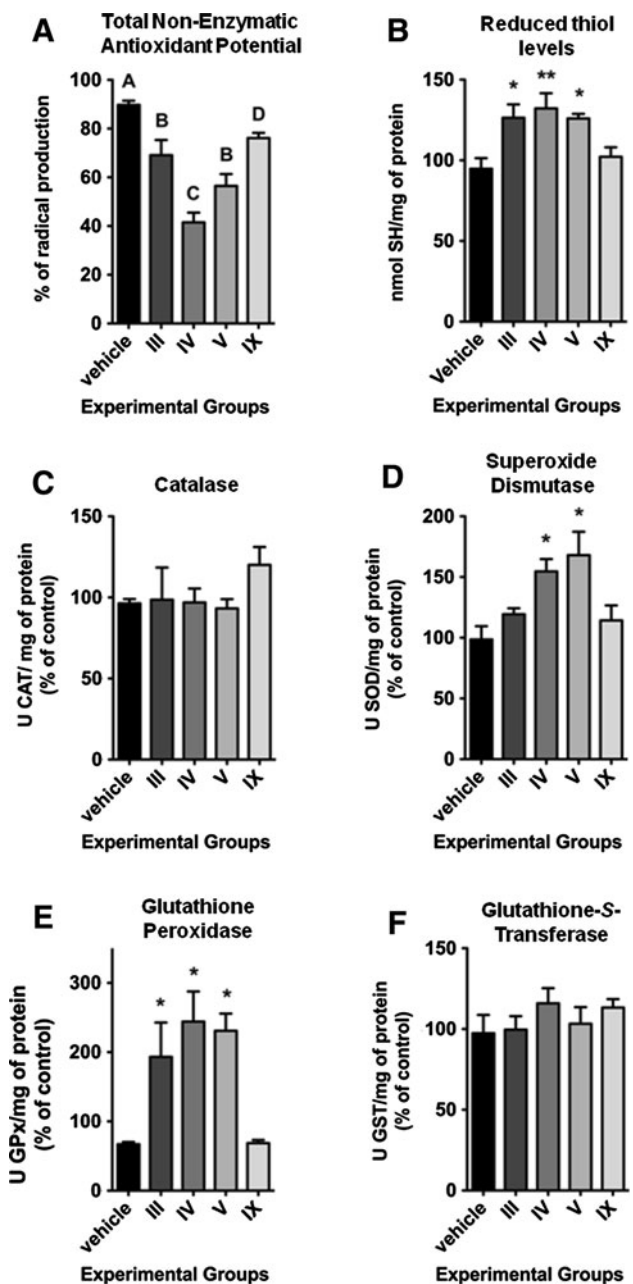 A
Total Non-Enzymatic
Antioxidant Potential
% of radical production
100
80
60
40
20
0
A
B
C
B
D
vehicle
III
IV
V
IX
Experimental Groups
B
Reduced thiol
levels
nmol SH/mg of protein
150
100
50
0
*
**
*
Vehicle
III
IV
V
IX
Experimental Groups
C
Catalase
U CAT/ mg of protein
(% of control)
150
100
50
0
vehicle
III
IV
V
IX
Experimental Groups
D
Superoxide
Dismutase
U SOD/mg of protein
(% of control)
200
150
100
50
0
*
*
vehicle
III
IV
V
IX
Experimental Groups
E
Glutathione
Peroxidase
U GPx/mg of protein
(% of control)
300
200
100
0
*
*
*
vehicle
III
IV
V
IX
Experimental Groups
F
Glutathione-S-
Transferase
U GST/mg of protein
(% of control)
150
100
50
0
vehicle
III
IV
V
IX
Experimental Groups